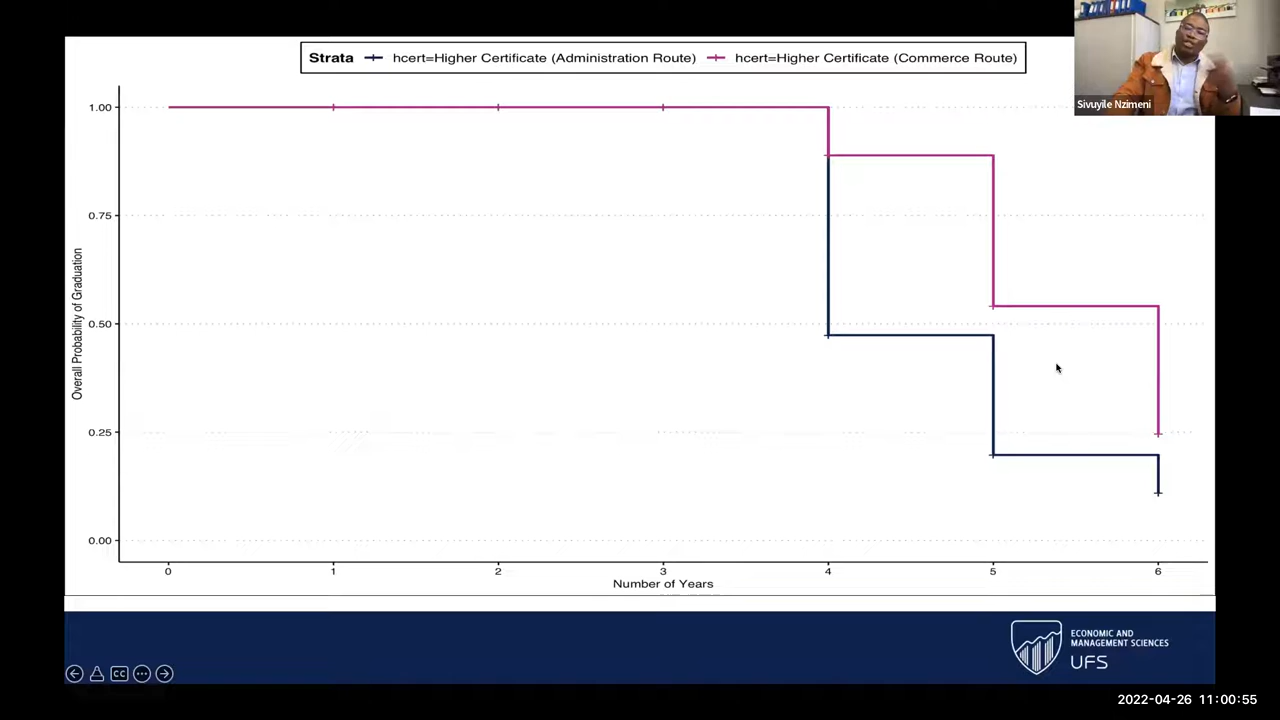 Strata hcert=Higher Certificate (Administration Route) hcert=Higher Certificate (Commerce Route)
Sivuyile Nzimeni
1.00
0.75
0.50
0.25
0.00
Overall Probability of Graduation
0 1 2 3 4 5 6
Number of Years
ECONOMIC AND
MANAGEMENT SCIENCES
UFS
CC
2022-04-26 11:00:55